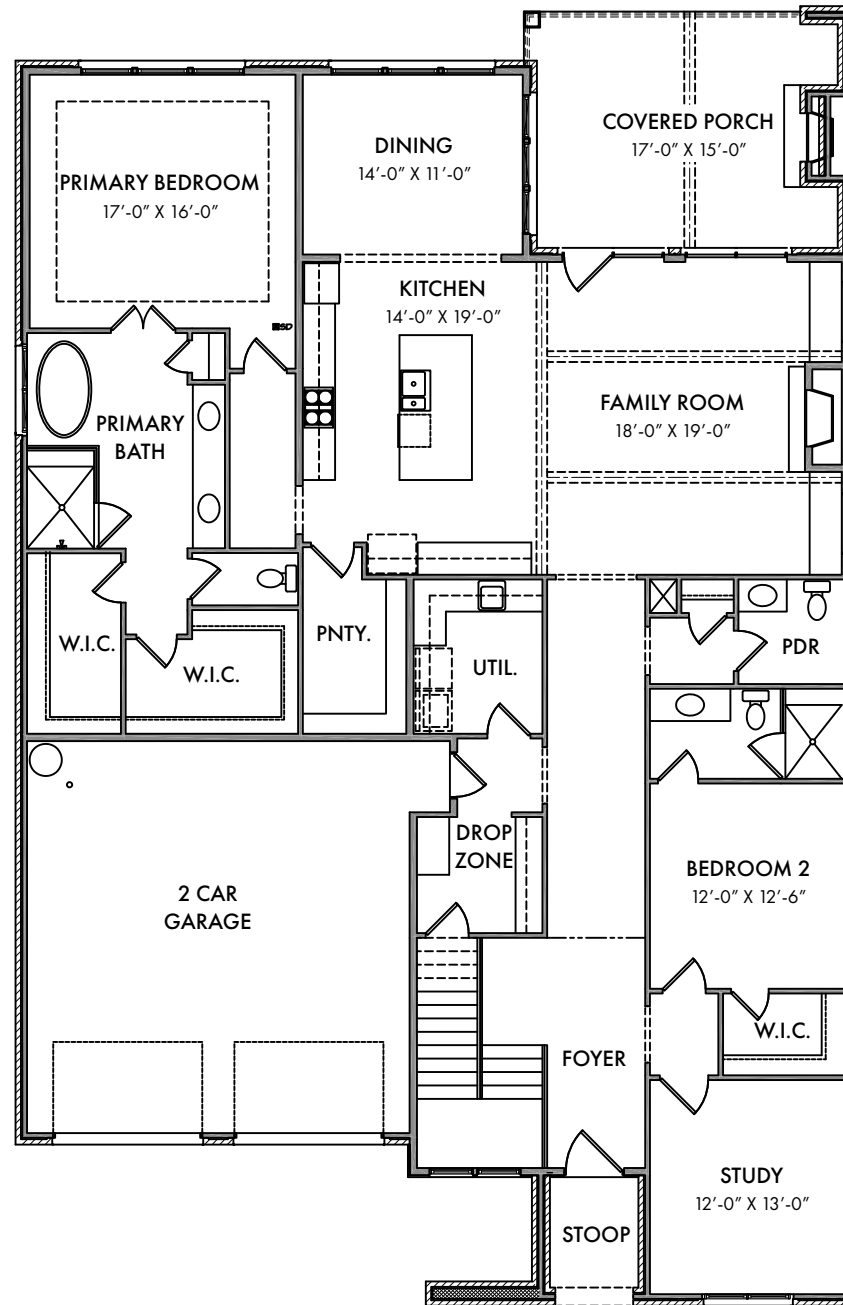 COVERED PORCH
17'-0" X 15'-0"
DINING
14'-0" X 11'-0"
PRIMARY BEDROOM
17'-0" X 16'-0"
KITCHEN
14'-0" X 19'-0"
FAMILY ROOM
18'-0" X 19'-0"
PRIMARY
BATH
W.I.C.
W.I.C.
PNTY.
UTIL.
PDR
DROP
ZONE
2 CAR
GARAGE
BEDROOM 2
12'-0" X 12'-6"
W.I.C.
FOYER
STUDY
12'-0" X 13'-0"
STOOP